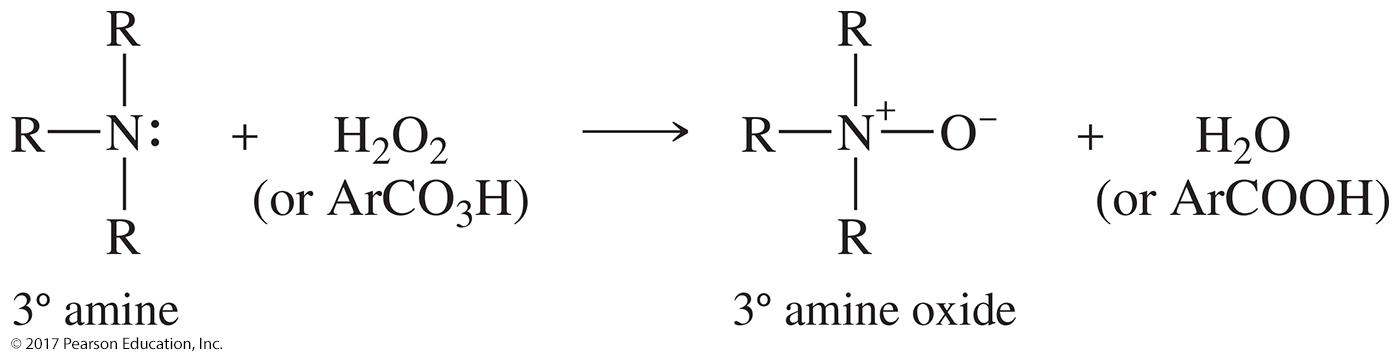 R R
R—N: + H₂O₂ ⟶ R—N⁺—O⁻ + H₂O
(or ArCO₃H) (or ArCOOH)
R R
3° amine 3° amine oxide
© 2017 Pearson Education, Inc.